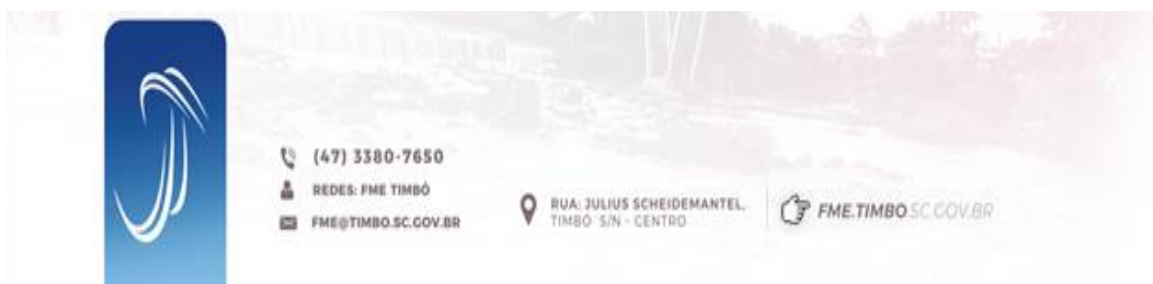 (47) 3380-7650
REDES: FME TIMBÓ
FME@TIMBO.SC.GOV.BR
RUA: JULIUS SCHEIDEMANTEL,
TIMBÓ S/N - CENTRO
FME.TIMBO.SC.GOV.BR